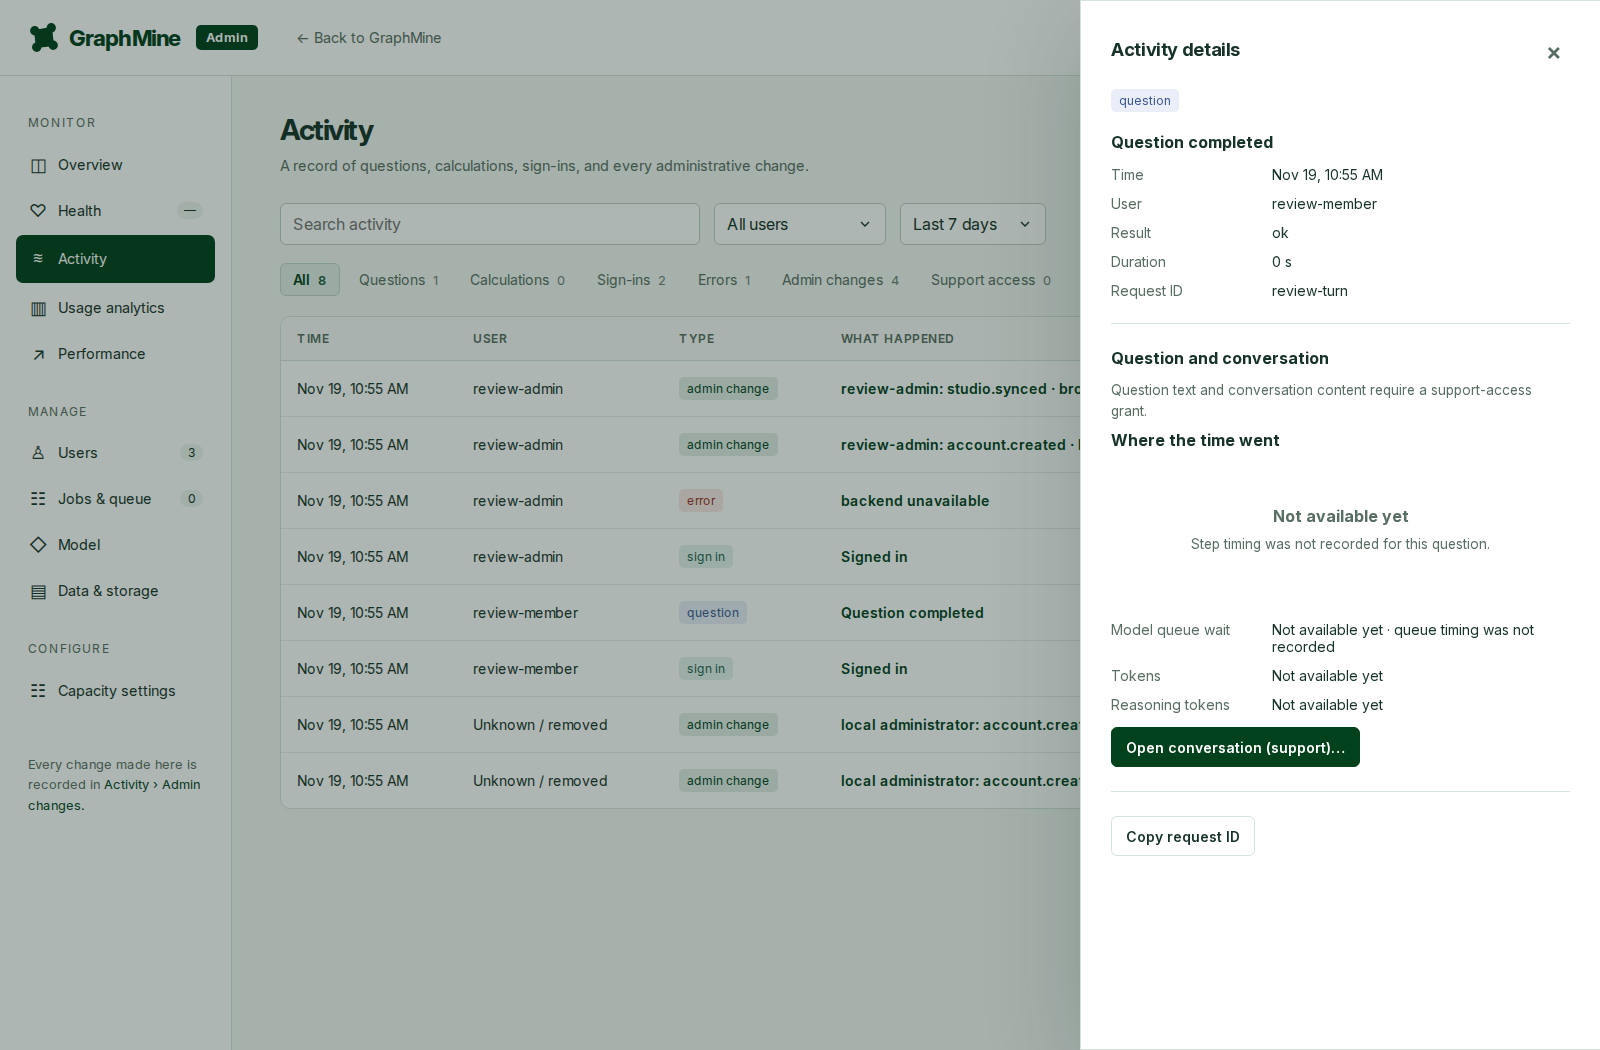 GraphMine
Admin
← Back to GraphMine
MONITOR
Overview
Health —
Activity
Usage analytics
Performance
MANAGE
Users 3
Jobs & queue 0
Model
Data & storage
CONFIGURE
Capacity settings
Every change made here is
recorded in Activity › Admin
changes.
Activity
A record of questions, calculations, sign-ins, and every administrative change.
Search activity
All users
Last 7 days
All 8 Questions 1 Calculations 0 Sign-ins 2 Errors 1 Admin changes 4 Support access 0
TIME USER TYPE WHAT HAPPENED
Nov 19, 10:55 AM review-admin admin change review-admin: studio.synced · bro
Nov 19, 10:55 AM review-admin admin change review-admin: account.created ·
Nov 19, 10:55 AM review-admin error backend unavailable
Nov 19, 10:55 AM review-admin sign in Signed in
Nov 19, 10:55 AM review-member question Question completed
Nov 19, 10:55 AM review-member sign in Signed in
Nov 19, 10:55 AM Unknown / removed admin change local administrator: account.crea
Nov 19, 10:55 AM Unknown / removed admin change local administrator: account.crea
Activity details
×
question
Question completed
Time Nov 19, 10:55 AM
User review-member
Result ok
Duration 0 s
Request ID review-turn
Question and conversation
Question text and conversation content require a support-access
grant.
Where the time went
Not available yet
Step timing was not recorded for this question.
Model queue wait Not available yet · queue timing was not
recorded
Tokens Not available yet
Reasoning tokens Not available yet
Open conversation (support)…
Copy request ID